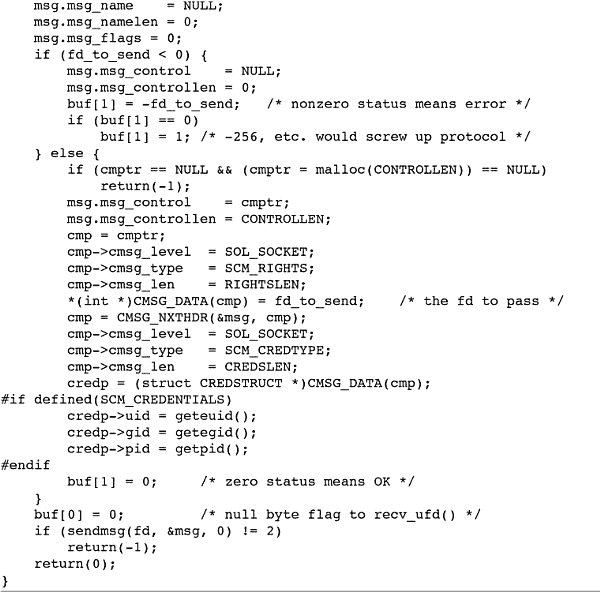 msg.msg_name    = NULL;
    msg.msg_namelen = 0;
    msg.msg_flags = 0;
    if (fd_to_send < 0) {
        msg.msg_control    = NULL;
        msg.msg_controllen = 0;
        buf[1] = -fd_to_send;   /* nonzero status means error */
        if (buf[1] == 0)
            buf[1] = 1; /* -256, etc. would screw up protocol */
    } else {
        if (cmptr == NULL && (cmptr = malloc(CONTROLLEN)) == NULL)
            return(-1);
        msg.msg_control    = cmptr;
        msg.msg_controllen = CONTROLLEN;
        cmp = cmptr;
        cmp->cmsg_level  = SOL_SOCKET;
        cmp->cmsg_type   = SCM_RIGHTS;
        cmp->cmsg_len    = RIGHTSLEN;
        *(int *)CMSG_DATA(cmp) = fd_to_send;    /* the fd to pass */
        cmp = CMSG_NXTHDR(&msg, cmp);
        cmp->cmsg_level  = SOL_SOCKET;
        cmp->cmsg_type   = SCM_CREDTYPE;
        cmp->cmsg_len    = CREDSLEN;
        credp = (struct CREDSTRUCT *)CMSG_DATA(cmp);
#if defined(SCM_CREDENTIALS)
        credp->uid = geteuid();
        credp->gid = getegid();
        credp->pid = getpid();
#endif
        buf[1] = 0;     /* zero status means OK */
    }
    buf[0] = 0;         /* null byte flag to recv_ufd() */
    if (sendmsg(fd, &msg, 0) != 2)
        return(-1);
    return(0);
}